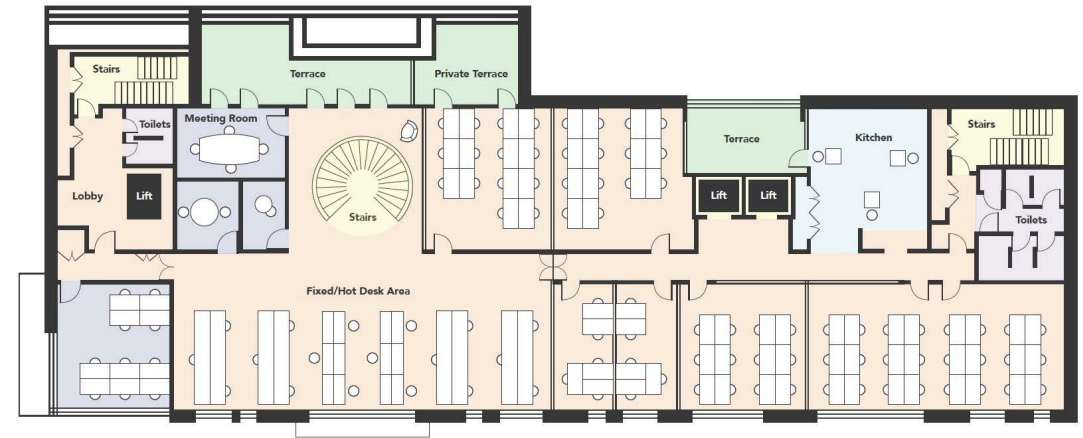 Stairs
Terrace
Private Terrace
Toilets
Meeting Room
Terrace
Kitchen
Stairs
Lobby
Lift
Stairs
Lift
Lift
Toilets
Fixed/Hot Desk Area